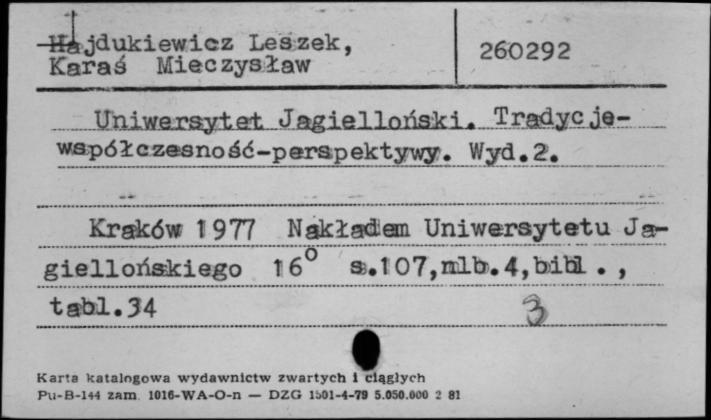 Hajdukiewicz Leszek,
Karaś Mieczysław
260292
Uniwersytet Jagielloński. Tradycje-
współczesność-perspektywy. Wyd.2.
Kraków 1977 Nakładem Uniwersytetu Ja-
giellońskiego 16° s.107,nlb.4,bibl.,
tabl.34
3
Karta katalogowa wydawnictw zwartych i ciągłych
Pu-B-144 zam. 1016-WA-O-n — DZG 1501-4-79 5.050.000 2 81